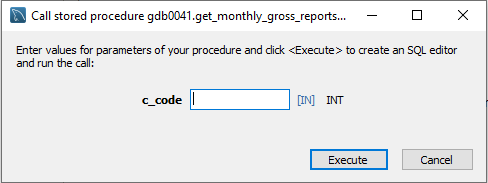 Call stored procedure gdb0041.get_monthly_gross_reports...
Enter values for parameters of your procedure and click <Execute> to create an SQL editor
and run the call:
c_code [IN] INT
Execute Cancel